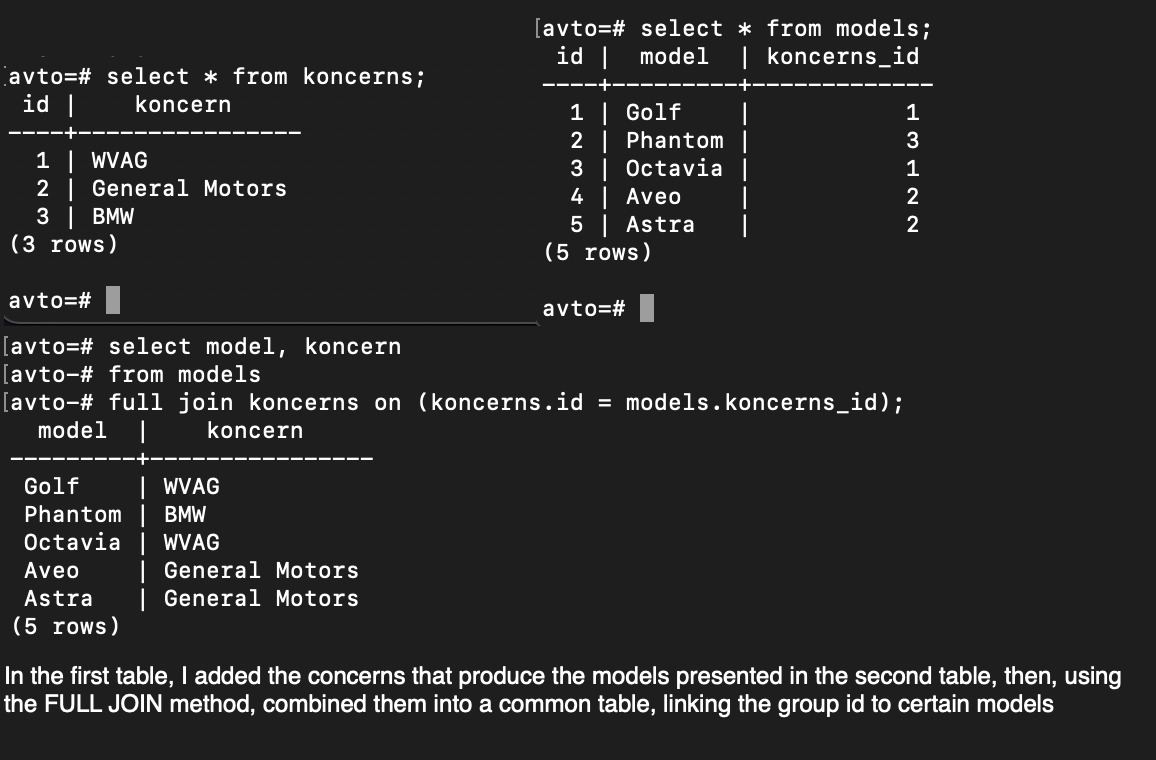 avto=# select * from koncerns;
 id |    koncern
----+----------------
  1 | WVAG
  2 | General Motors
  3 | BMW
(3 rows)
avto=#
[avto=# select * from models;
 id |  model  | koncerns_id
----+---------+-------------
  1 | Golf    |           1
  2 | Phantom |           3
  3 | Octavia |           1
  4 | Aveo    |           2
  5 | Astra   |           2
(5 rows)
avto=#
[avto=# select model, koncern
[avto-# from models
[avto-# full join koncerns on (koncerns.id = models.koncerns_id);
  model  |    koncern
---------+----------------
 Golf    | WVAG
 Phantom | BMW
 Octavia | WVAG
 Aveo    | General Motors
 Astra   | General Motors
(5 rows)
In the first table, I added the concerns that produce the models presented in the second table, then, using
the FULL JOIN method, combined them into a common table, linking the group id to certain models